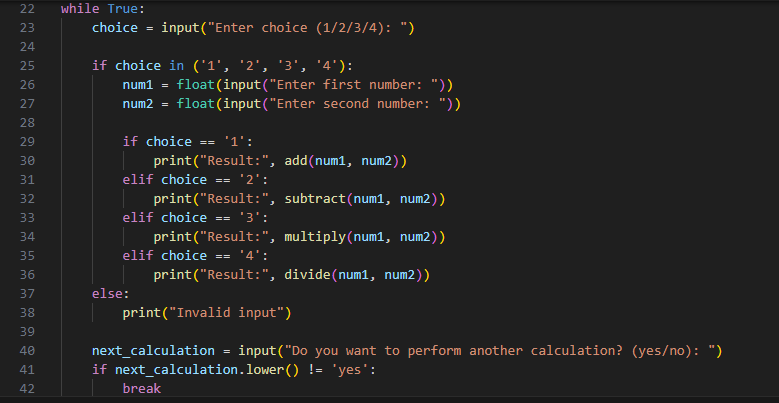 22 while True:
23     choice = input("Enter choice (1/2/3/4): ")
24
25     if choice in ('1', '2', '3', '4'):
26         num1 = float(input("Enter first number: "))
27         num2 = float(input("Enter second number: "))
28
29         if choice == '1':
30             print("Result:", add(num1, num2))
31         elif choice == '2':
32             print("Result:", subtract(num1, num2))
33         elif choice == '3':
34             print("Result:", multiply(num1, num2))
35         elif choice == '4':
36             print("Result:", divide(num1, num2))
37     else:
38         print("Invalid input")
39
40     next_calculation = input("Do you want to perform another calculation? (yes/no): ")
41     if next_calculation.lower() != 'yes':
42         break